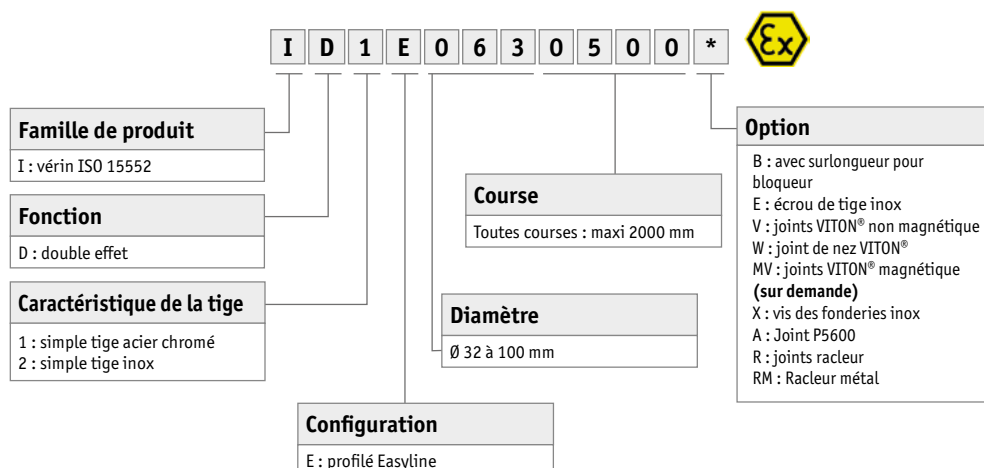 I D 1 E 0 6 3 0 5 0 0 *
Ex
Famille de produit
I : vérin ISO 15552
Fonction
D : double effet
Caractéristique de la tige
1 : simple tige acier chromé
2 : simple tige inox
Configuration
E : profilé Easyline
Diamètre
Ø 32 à 100 mm
Course
Toutes courses : maxi 2000 mm
Option
B : avec surlongueur pour
bloqueur
E : écrou de tige inox
V : joints VITON® non magnétique
W : joint de nez VITON®
MV : joints VITON® magnétique
(sur demande)
X : vis des fonderies inox
A : Joint P5600
R : joints racleur
RM : Racleur métal